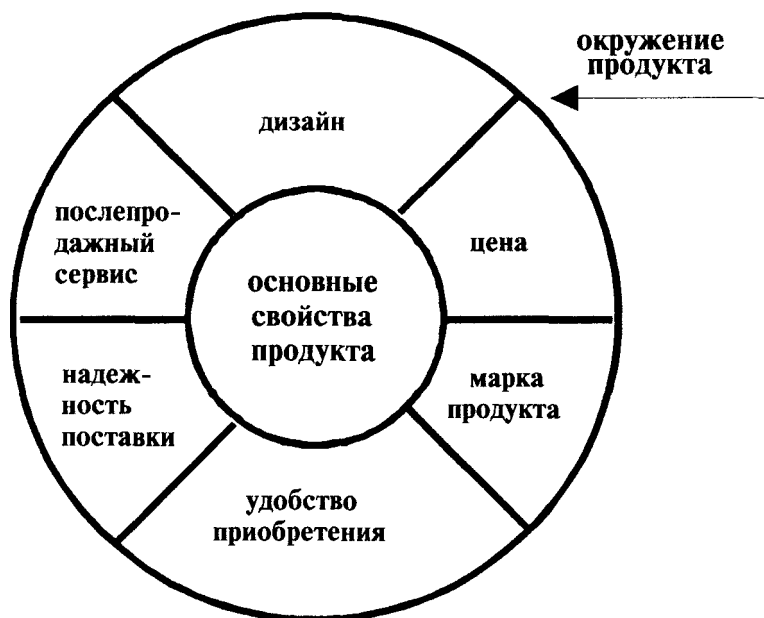 окружение
продукта
дизайн
послепро-
дажный
сервис
цена
основные
свойства
продукта
надеж-
ность
поставки
марка
продукта
удобство
приобретения